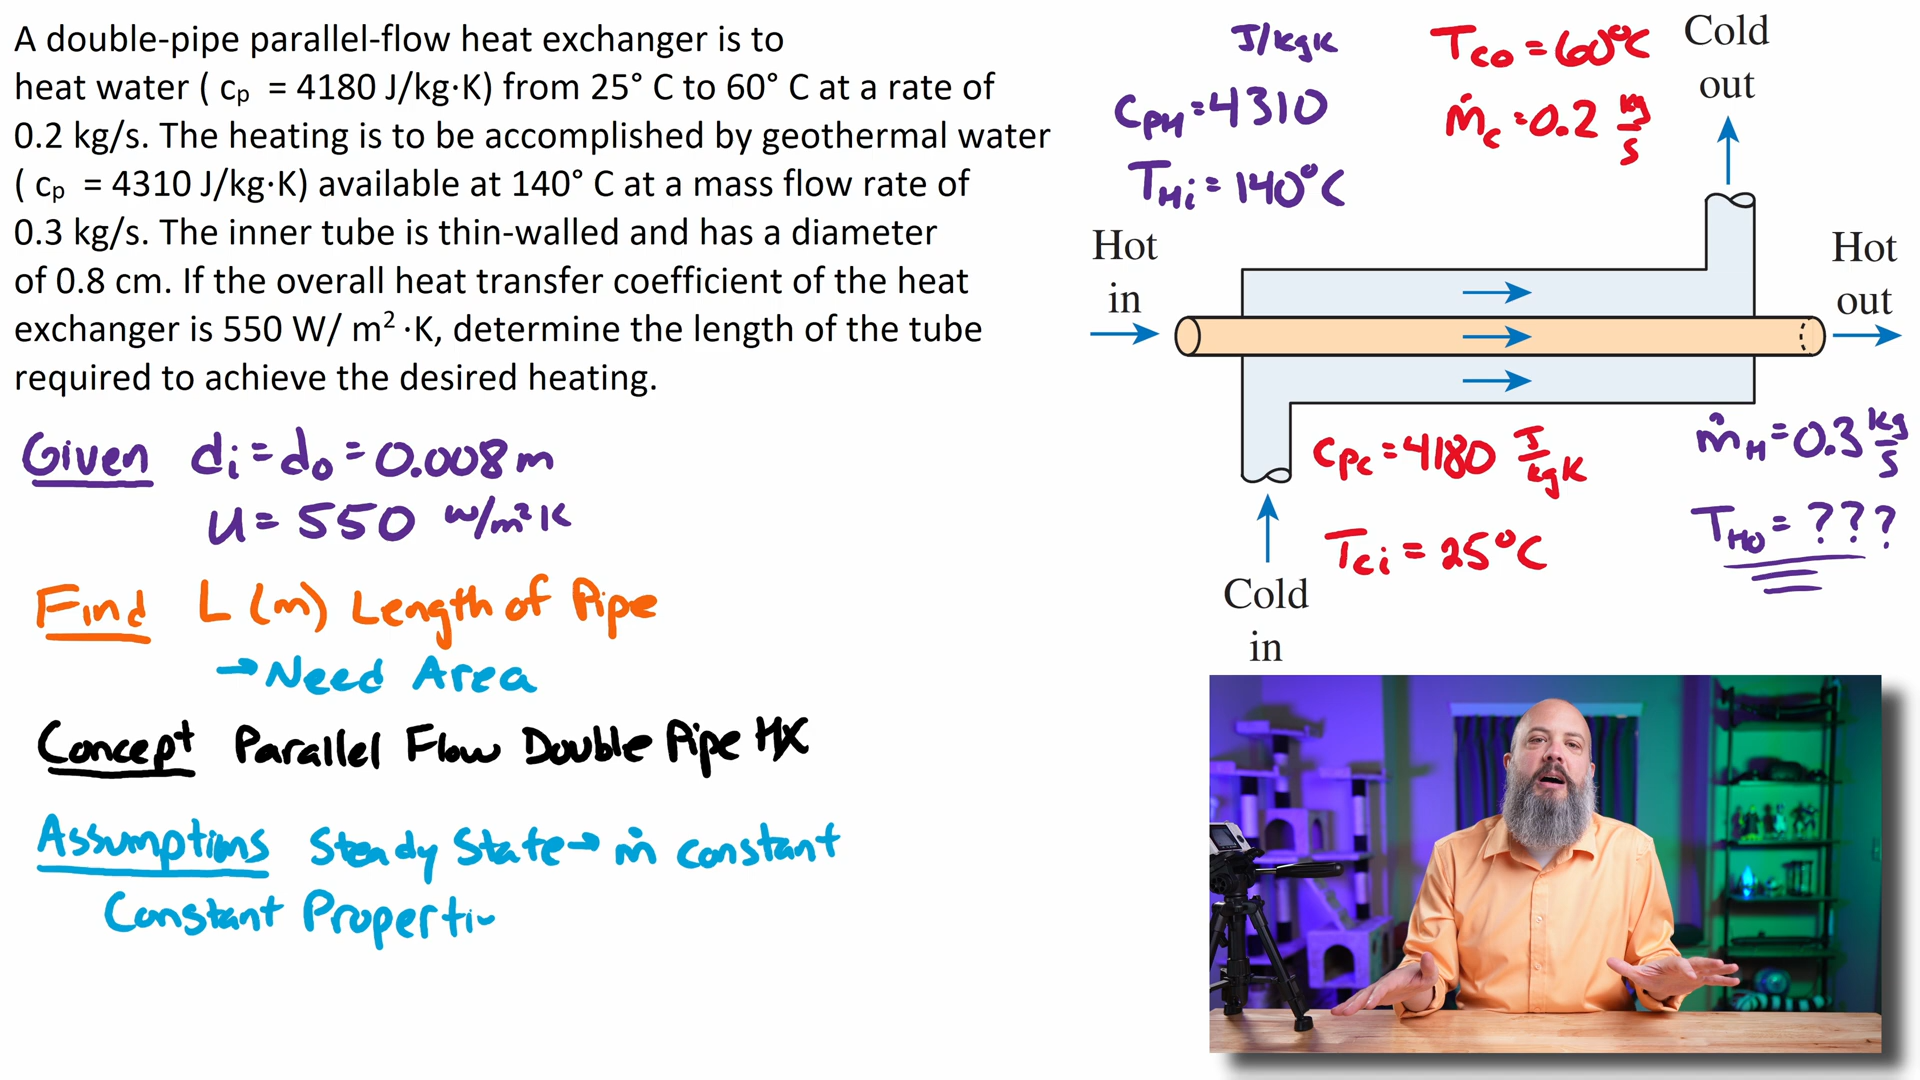 A double-pipe parallel-flow heat exchanger is to
heat water ( cp = 4180 J/kg·K) from 25° C to 60° C at a rate of
0.2 kg/s. The heating is to be accomplished by geothermal water
( cp = 4310 J/kg·K) available at 140° C at a mass flow rate of
0.3 kg/s. The inner tube is thin-walled and has a diameter
of 0.8 cm. If the overall heat transfer coefficient of the heat
exchanger is 550 W/ m² ·K, determine the length of the tube
required to achieve the desired heating.
Given di = do = 0.008 m
U = 550 W/m²K
Find L (m) Length of Pipe
→ Need Area
Concept Parallel Flow Double Pipe HX
Assumptions Steady State → ṁ constant
Constant Properti
J/kgK
CPH = 4310
THi = 140°C
TCO = 60°C
ṁc = 0.2 kg/s
Cold
out
Hot
in
Hot
out
CPC = 4180 J/kgK
TCi = 25°C
ṁH = 0.3 kg/s
THO = ???
Cold
in